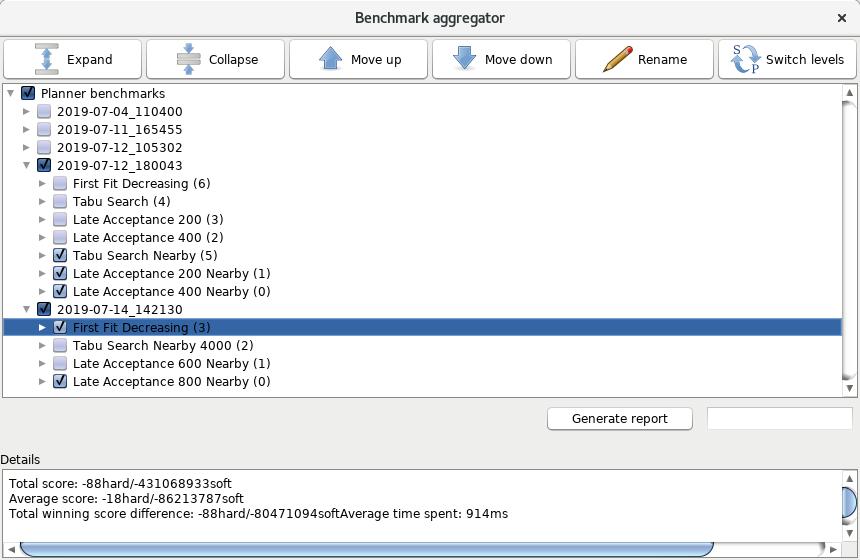 Benchmark aggregator
Expand Collapse Move up Move down Rename Switch levels
Planner benchmarks
2019-07-04_110400
2019-07-11_165455
2019-07-12_105302
2019-07-12_180043
First Fit Decreasing (6)
Tabu Search (4)
Late Acceptance 200 (3)
Late Acceptance 400 (2)
Tabu Search Nearby (5)
Late Acceptance 200 Nearby (1)
Late Acceptance 400 Nearby (0)
2019-07-14_142130
First Fit Decreasing (3)
Tabu Search Nearby 4000 (2)
Late Acceptance 600 Nearby (1)
Late Acceptance 800 Nearby (0)
Generate report
Details
Total score: -88hard/-431068933soft
Average score: -18hard/-86213787soft
Total winning score difference: -88hard/-80471094softAverage time spent: 914ms